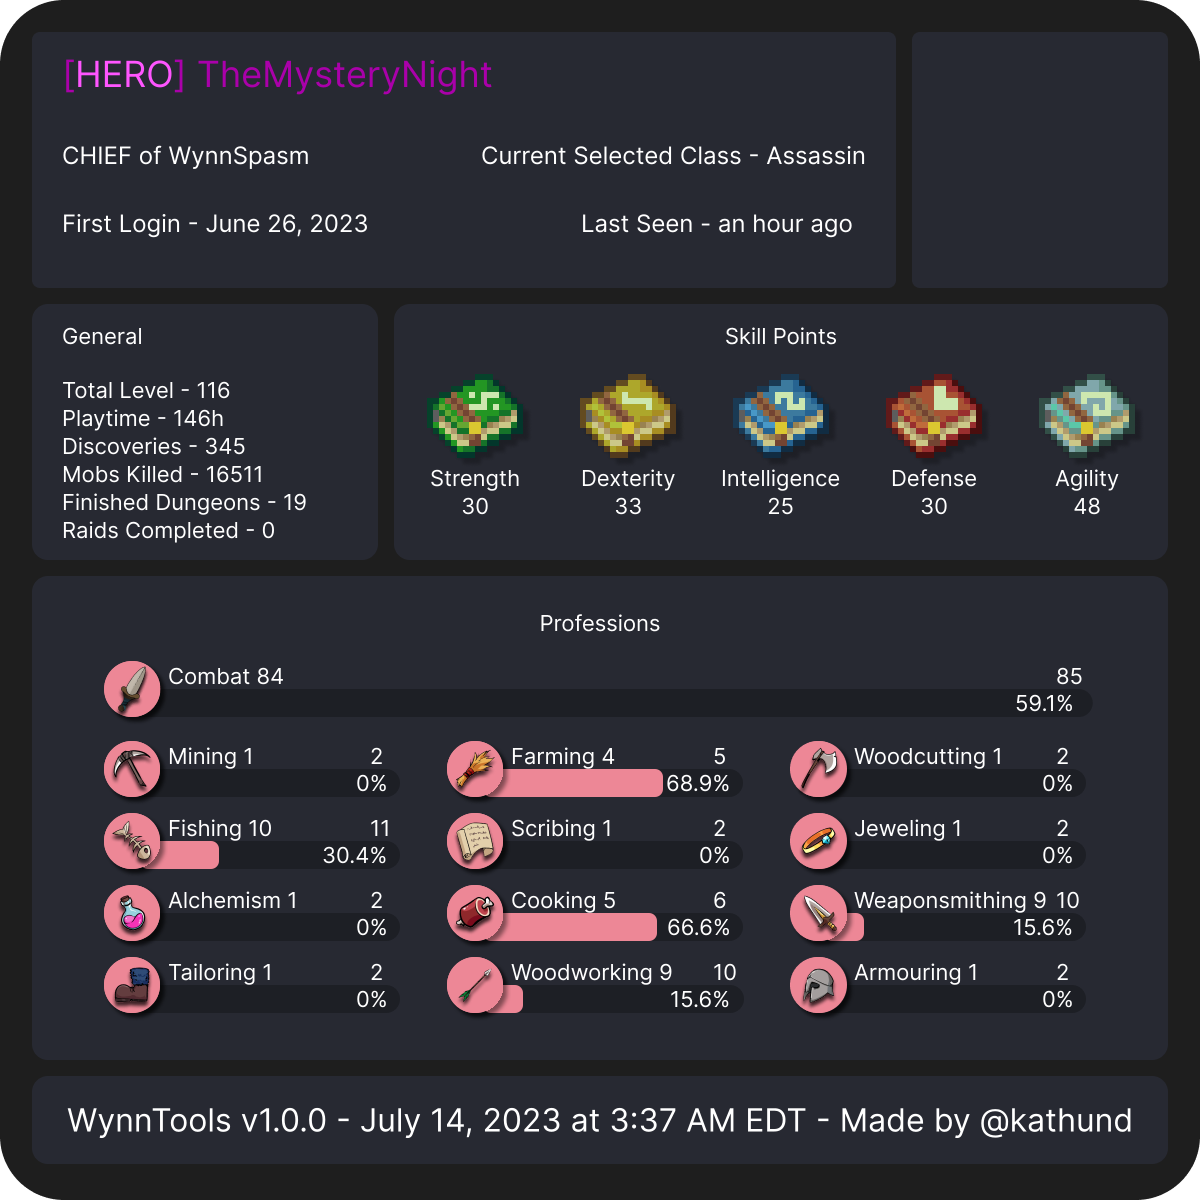 [HERO] TheMysteryNight
CHIEF of WynnSpasm
Current Selected Class - Assassin
First Login - June 26, 2023
Last Seen - an hour ago
General
Total Level - 116
Playtime - 146h
Discoveries - 345
Mobs Killed - 16511
Finished Dungeons - 19
Raids Completed - 0
Skill Points
Strength
30
Dexterity
33
Intelligence
25
Defense
30
Agility
48
Professions
Combat 84 85
59.1%
Mining 1 2
0%
Farming 4 5
68.9%
Woodcutting 1 2
0%
Fishing 10 11
30.4%
Scribing 1 2
0%
Jeweling 1 2
0%
Alchemism 1 2
0%
Cooking 5 6
66.6%
Weaponsmithing 9 10
15.6%
Tailoring 1 2
0%
Woodworking 9 10
15.6%
Armouring 1 2
0%
WynnTools v1.0.0 - July 14, 2023 at 3:37 AM EDT - Made by @kathund